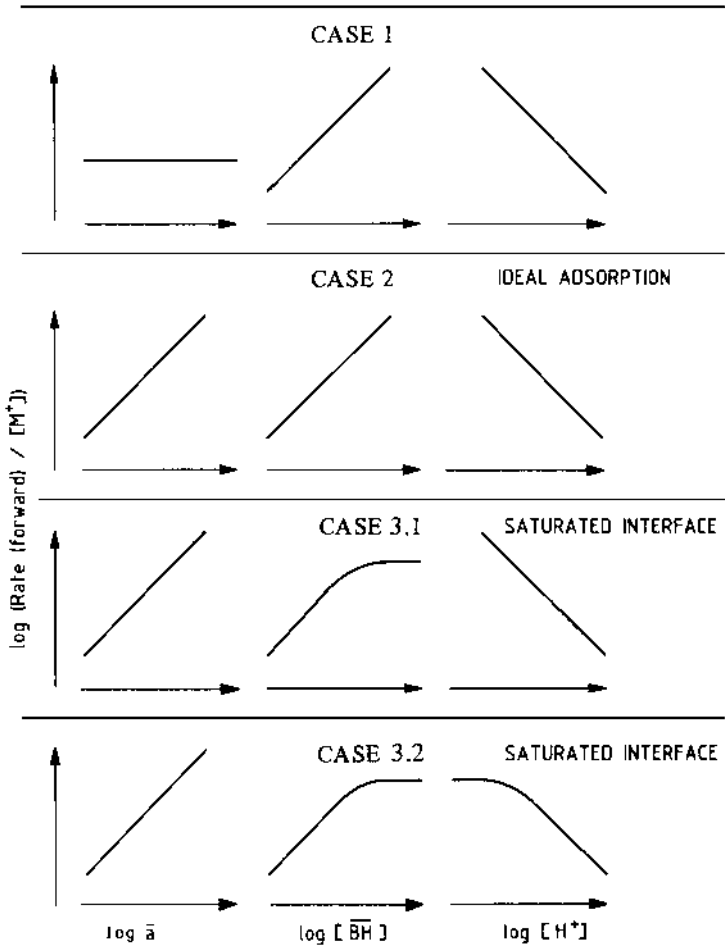 CASE 1
CASE 2
IDEAL ADSORPTION
CASE 3.1
SATURATED INTERFACE
CASE 3.2
SATURATED INTERFACE
log (Rate (forward) / [M⁺])
log ā
log [B̅H̅]
log [H⁺]